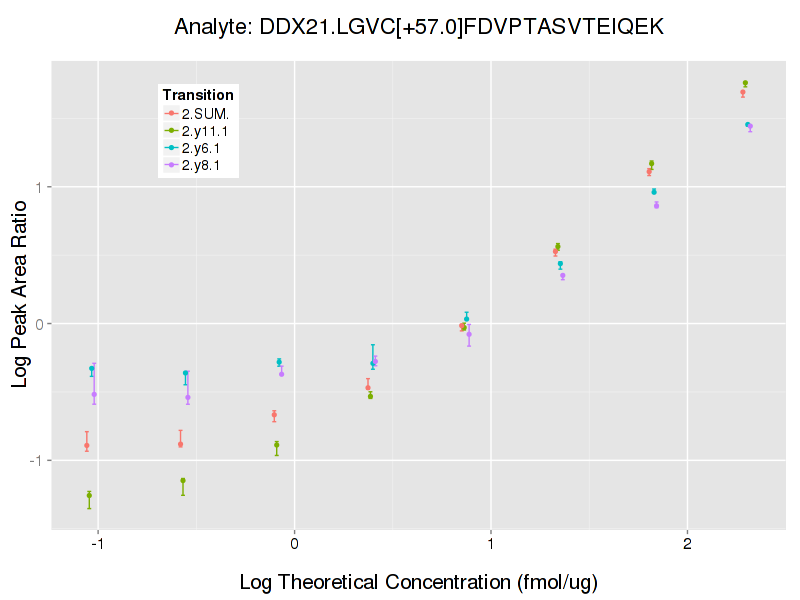 Analyte: DDX21.LGVC[+57.0]FDVPTASVTEIQEK
Transition
2.SUM.
2.y11.1
2.y6.1
2.y8.1
Log Peak Area Ratio
1
0
-1
-1 0 1 2
Log Theoretical Concentration (fmol/ug)